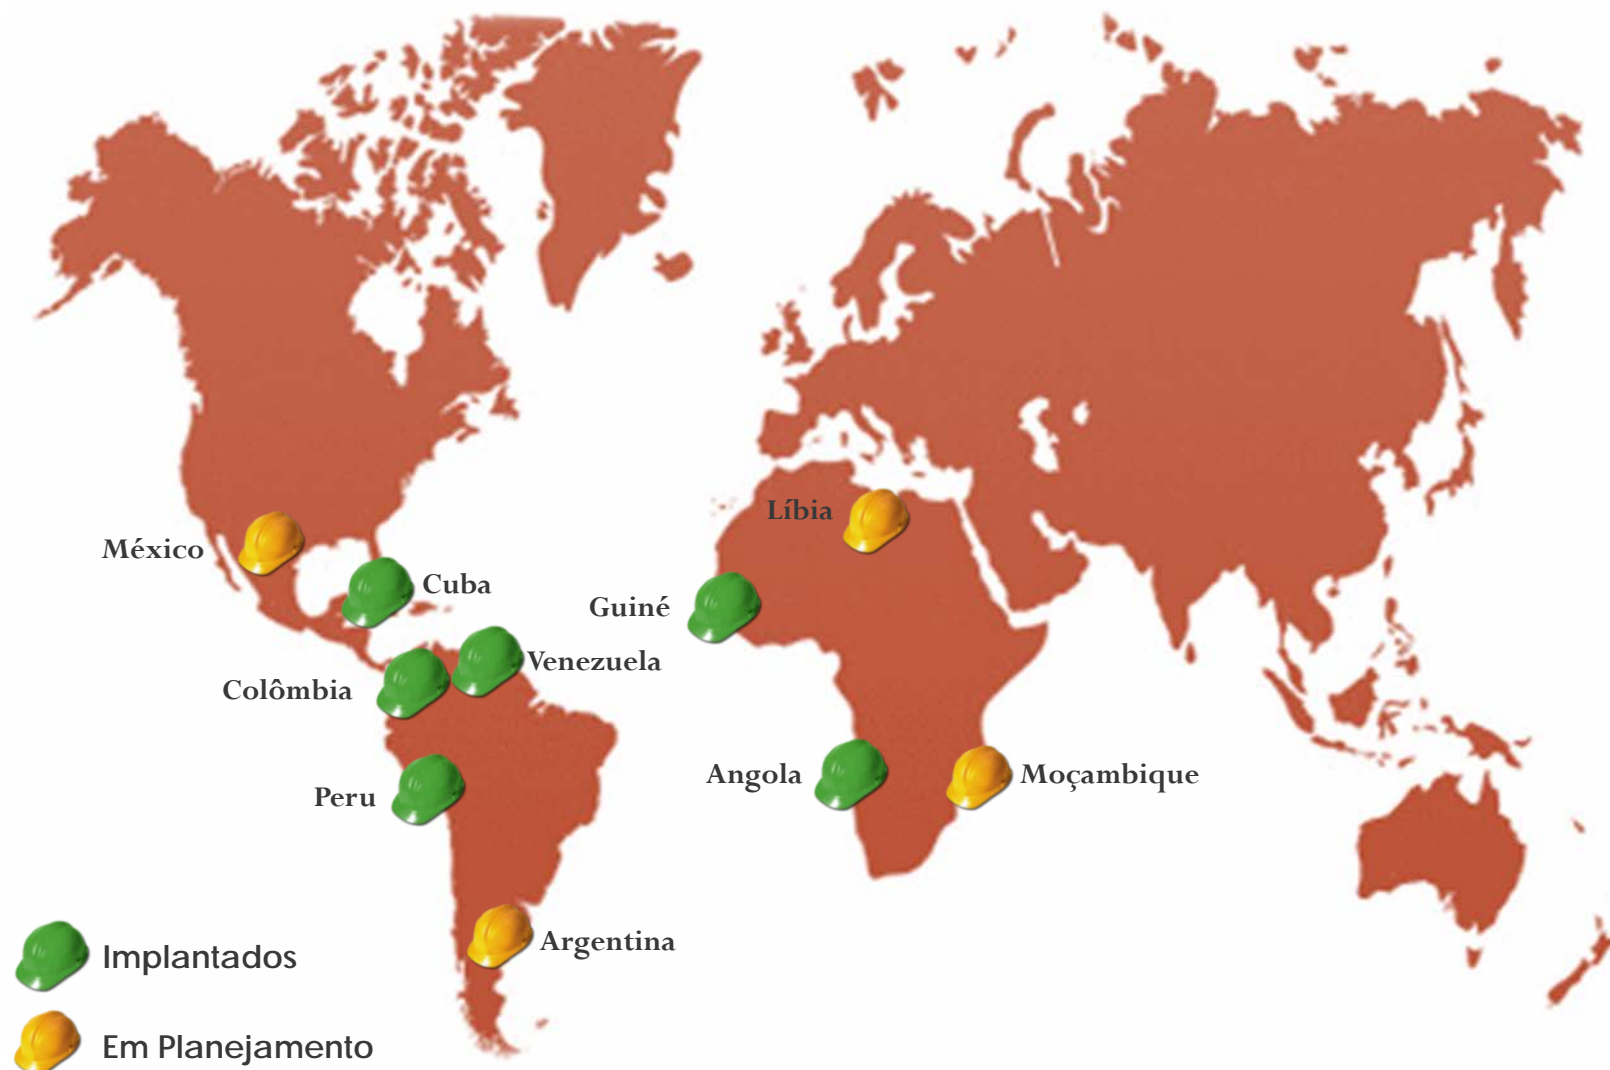 Líbia
México
Cuba
Guiné
Venezuela
Colômbia
Angola
Moçambique
Peru
Argentina
Implantados
Em Planejamento